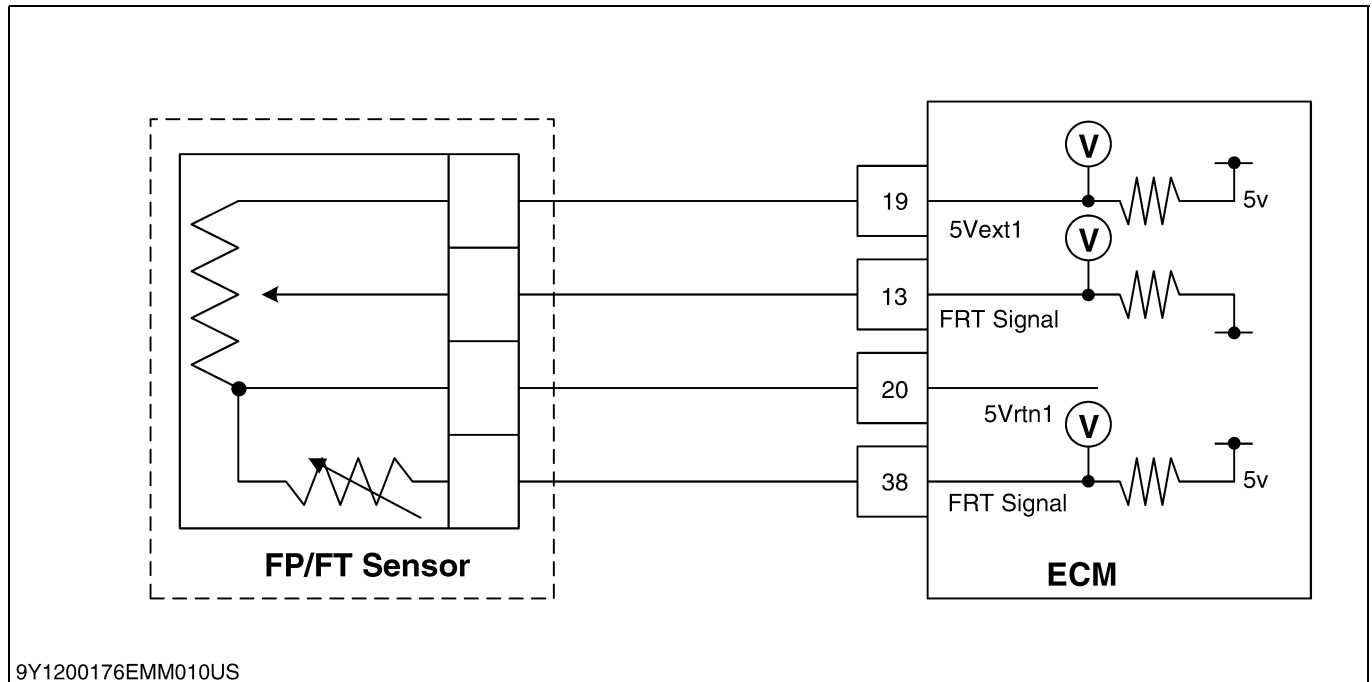 V
19
5Vext1
5v
V
13
FRT Signal
20
5Vrtn1
V
38
FRT Signal
5v
FP/FT Sensor
ECM
9Y1200176EMM010US